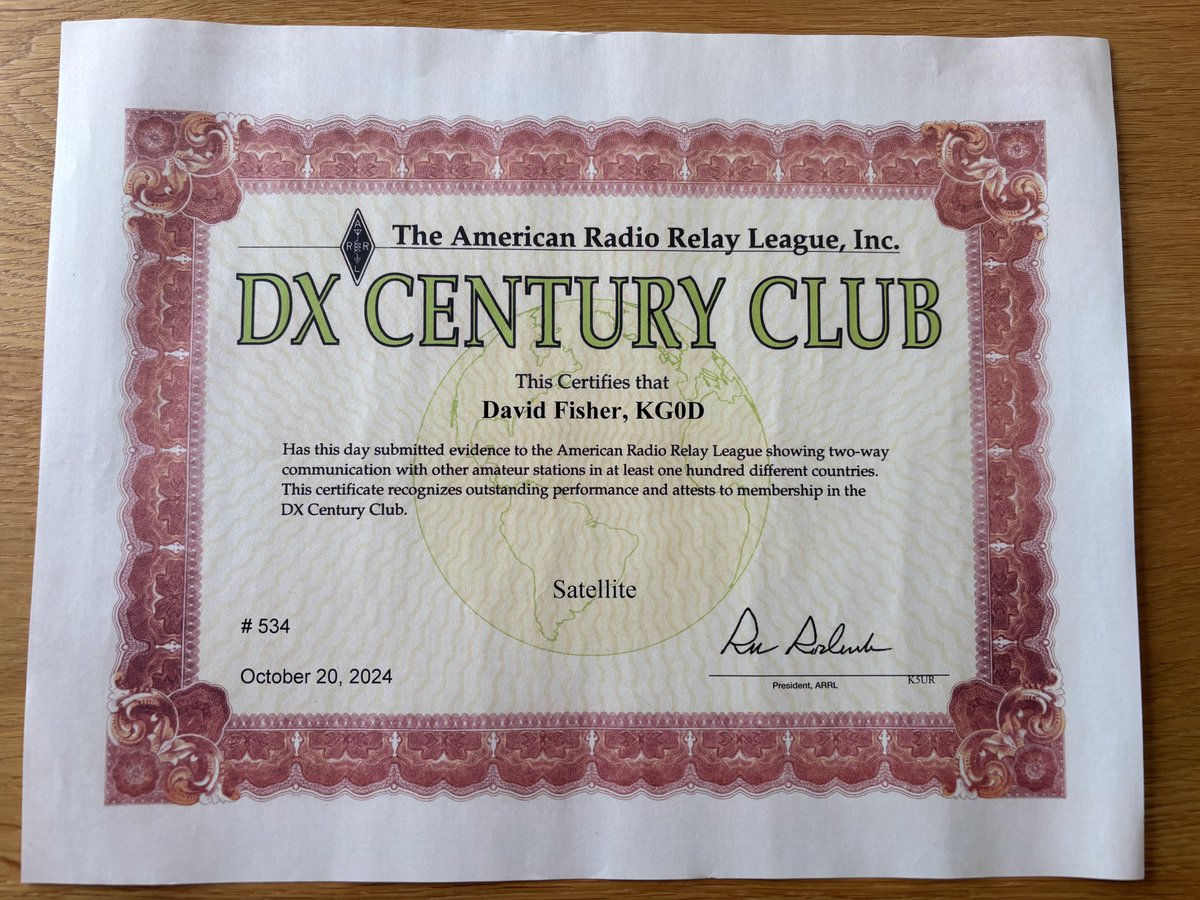 The American Radio Relay League, Inc.
A
R R
L
DX CENTURY CLUB
This Certifies that
David Fisher, KG0D
Has this day submitted evidence to the American Radio Relay League showing two-way
communication with other amateur stations in at least one hundred different countries.
This certificate recognizes outstanding performance and attests to membership in the
DX Century Club.
Satellite
# 534
October 20, 2024
President, ARRL
K5UR